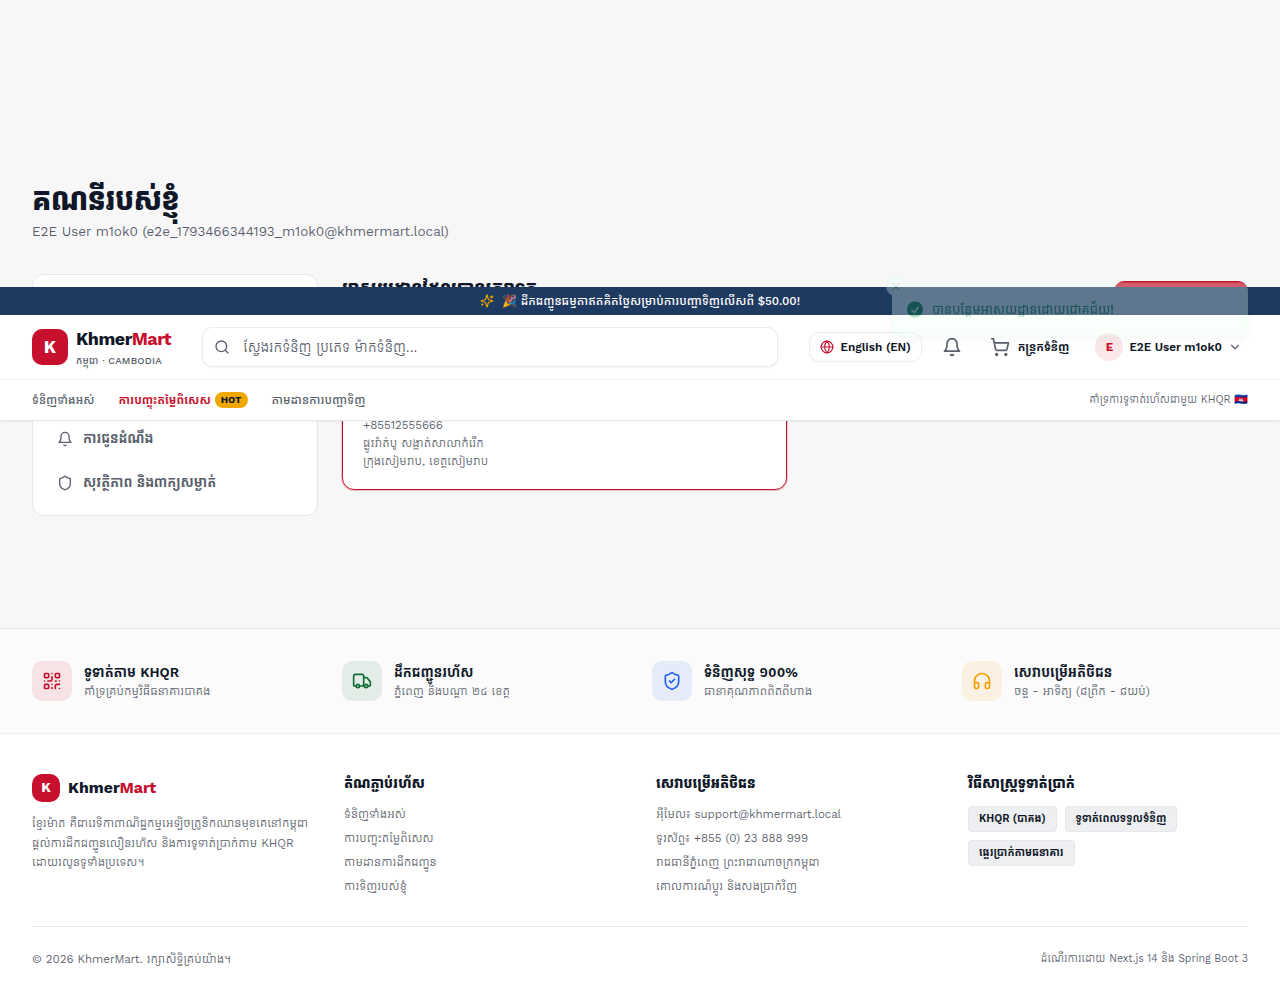 គណនីរបស់ខ្ញុំ
E2E User m1ok0 (e2e_1793466344193_m1ok0@khmermart.local)
🎉 ដឹកជញ្ជូនធម្មតាឥតគិតថ្លៃសម្រាប់ការបញ្ជាទិញលើសពី $50.00!
បានបន្ថែមអាសយដ្ឋានដោយជោគជ័យ!
K
KhmerMart
កម្ពុជា · CAMBODIA
ស្វែងរកទំនិញ ប្រភេទ ម៉ាកទំនិញ...
English (EN)
កន្ត្រកទំនិញ
E
E2E User m1ok0
ទំនិញទាំងអស់
ការបញ្ចុះតម្លៃពិសេស HOT
តាមដានការបញ្ជាទិញ
គាំទ្រការទូទាត់រហ័សជាមួយ KHQR 🇰🇭
ការជូនដំណឹង
សុវត្ថិភាព និងពាក្យសម្ងាត់
+85512555666
ផ្លូវវ៉ាត់បូ សង្កាត់សាលាកំរើក
ក្រុងសៀមរាប, ខេត្តសៀមរាប
ទូទាត់តាម KHQR
គាំទ្រគ្រប់កម្មវិធីធនាគារបាគង
ដឹកជញ្ជូនរហ័ស
ភ្នំពេញ និងបណ្តា ២៤ ខេត្ត
ទំនិញសុទ្ធ ១០០%
ធានាគុណភាពពិតពីហាង
សេវាបម្រើអតិថិជន
ចន្ទ - អាទិត្យ (៨ព្រឹក - ៨យប់)
K
KhmerMart
ខ្មែរម៉ាត គឺជាវេទិកាពាណិជ្ជកម្មអេឡិចត្រូនិកឈានមុខគេនៅកម្ពុជា
ផ្តល់ការដឹកជញ្ជូនលឿនរហ័ស និងការទូទាត់ប្រាក់តាម KHQR
ដោយរលូនទូទាំងប្រទេស។
តំណភ្ជាប់រហ័ស
ទំនិញទាំងអស់
ការបញ្ចុះតម្លៃពិសេស
តាមដានការដឹកជញ្ជូន
ការទិញរបស់ខ្ញុំ
សេវាបម្រើអតិថិជន
អ៊ីមែល៖ support@khmermart.local
ទូរស័ព្ទ៖ +855 (0) 23 888 999
រាជធានីភ្នំពេញ ព្រះរាជាណាចក្រកម្ពុជា
គោលការណ៍ប្តូរ និងសងប្រាក់វិញ
វិធីសាស្ត្រទូទាត់ប្រាក់
KHQR (បាគង)
ទូទាត់ពេលទទួលទំនិញ
ផ្ទេរប្រាក់តាមធនាគារ
© 2026 KhmerMart. រក្សាសិទ្ធិគ្រប់យ៉ាង។
ដំណើរការដោយ Next.js 14 និង Spring Boot 3